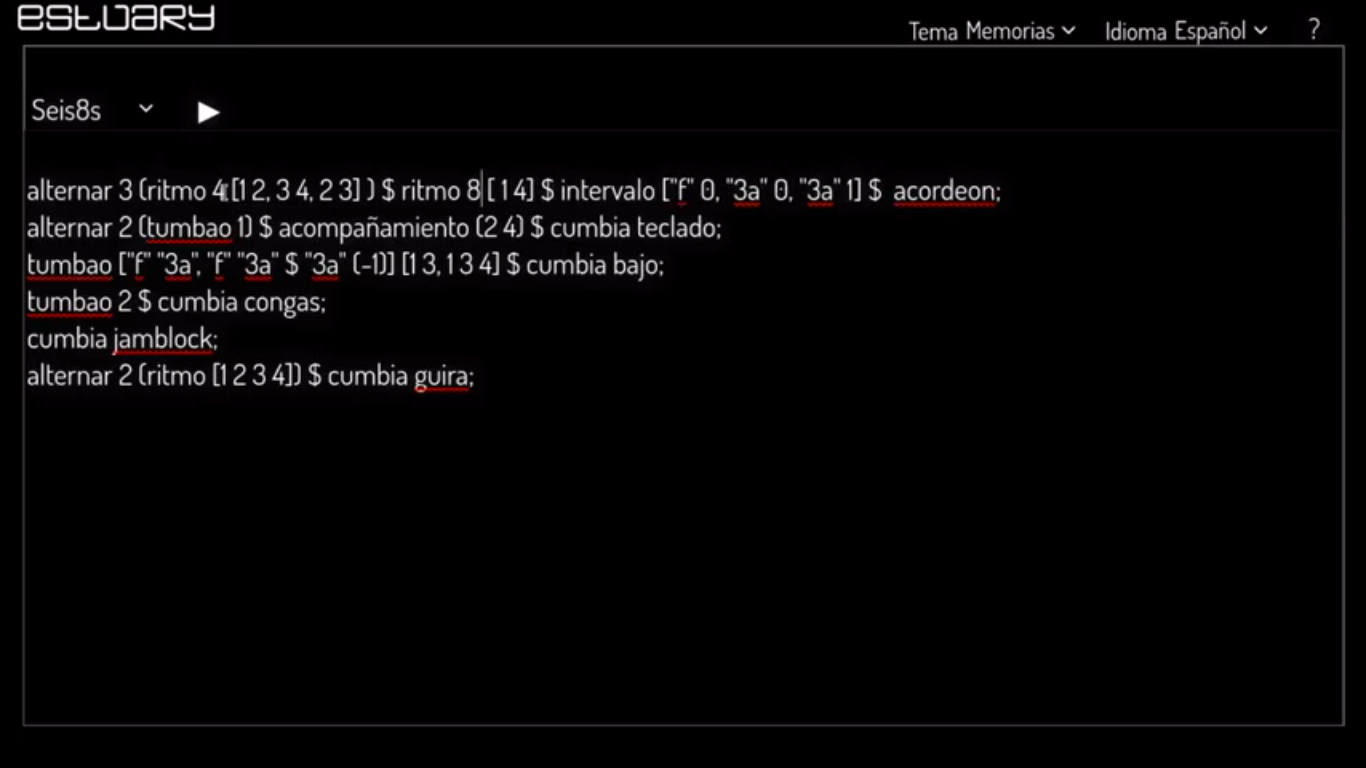 estuary
Tema Memorias Idioma Español ?
Seis8s
alternar 3 (ritmo 4 [1 2, 3 4, 2 3] ) $ ritmo 8 [ 1 4] $ intervalo ["f" 0, "3a" 0, "3a" 1] $  acordeon;
alternar 2 (tumbao 1) $ acompañamiento (2 4) $ cumbia teclado;
tumbao ["f" "3a", "f" "3a" $ "3a" (-1)] [1 3, 1 3 4] $ cumbia bajo;
tumbao 2 $ cumbia congas;
cumbia jamblock;
alternar 2 (ritmo [1 2 3 4]) $ cumbia guira;